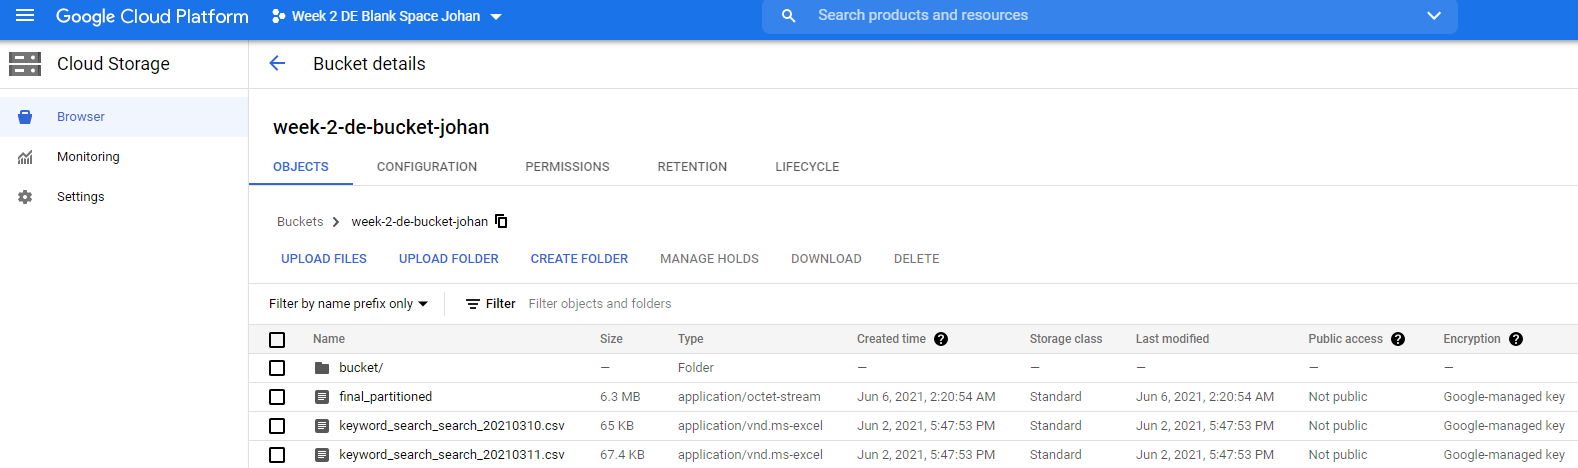 Google Cloud Platform Week 2 DE Blank Space Johan Search products and resources
Cloud Storage
Bucket details
Browser
Monitoring
Settings
week-2-de-bucket-johan
OBJECTS CONFIGURATION PERMISSIONS RETENTION LIFECYCLE
Buckets week-2-de-bucket-johan
UPLOAD FILES UPLOAD FOLDER CREATE FOLDER MANAGE HOLDS DOWNLOAD DELETE
Filter by name prefix only Filter Filter objects and folders
Name Size Type Created time Storage class Last modified Public access Encryption
bucket/ — Folder — — — — —
final_partitioned 6.3 MB application/octet-stream Jun 6, 2021, 2:20:54 AM Standard Jun 6, 2021, 2:20:54 AM Not public Google-managed key
keyword_search_search_20210310.csv 65 KB application/vnd.ms-excel Jun 2, 2021, 5:47:53 PM Standard Jun 2, 2021, 5:47:53 PM Not public Google-managed key
keyword_search_search_20210311.csv 67.4 KB application/vnd.ms-excel Jun 2, 2021, 5:47:53 PM Standard Jun 2, 2021, 5:47:53 PM Not public Google-managed key